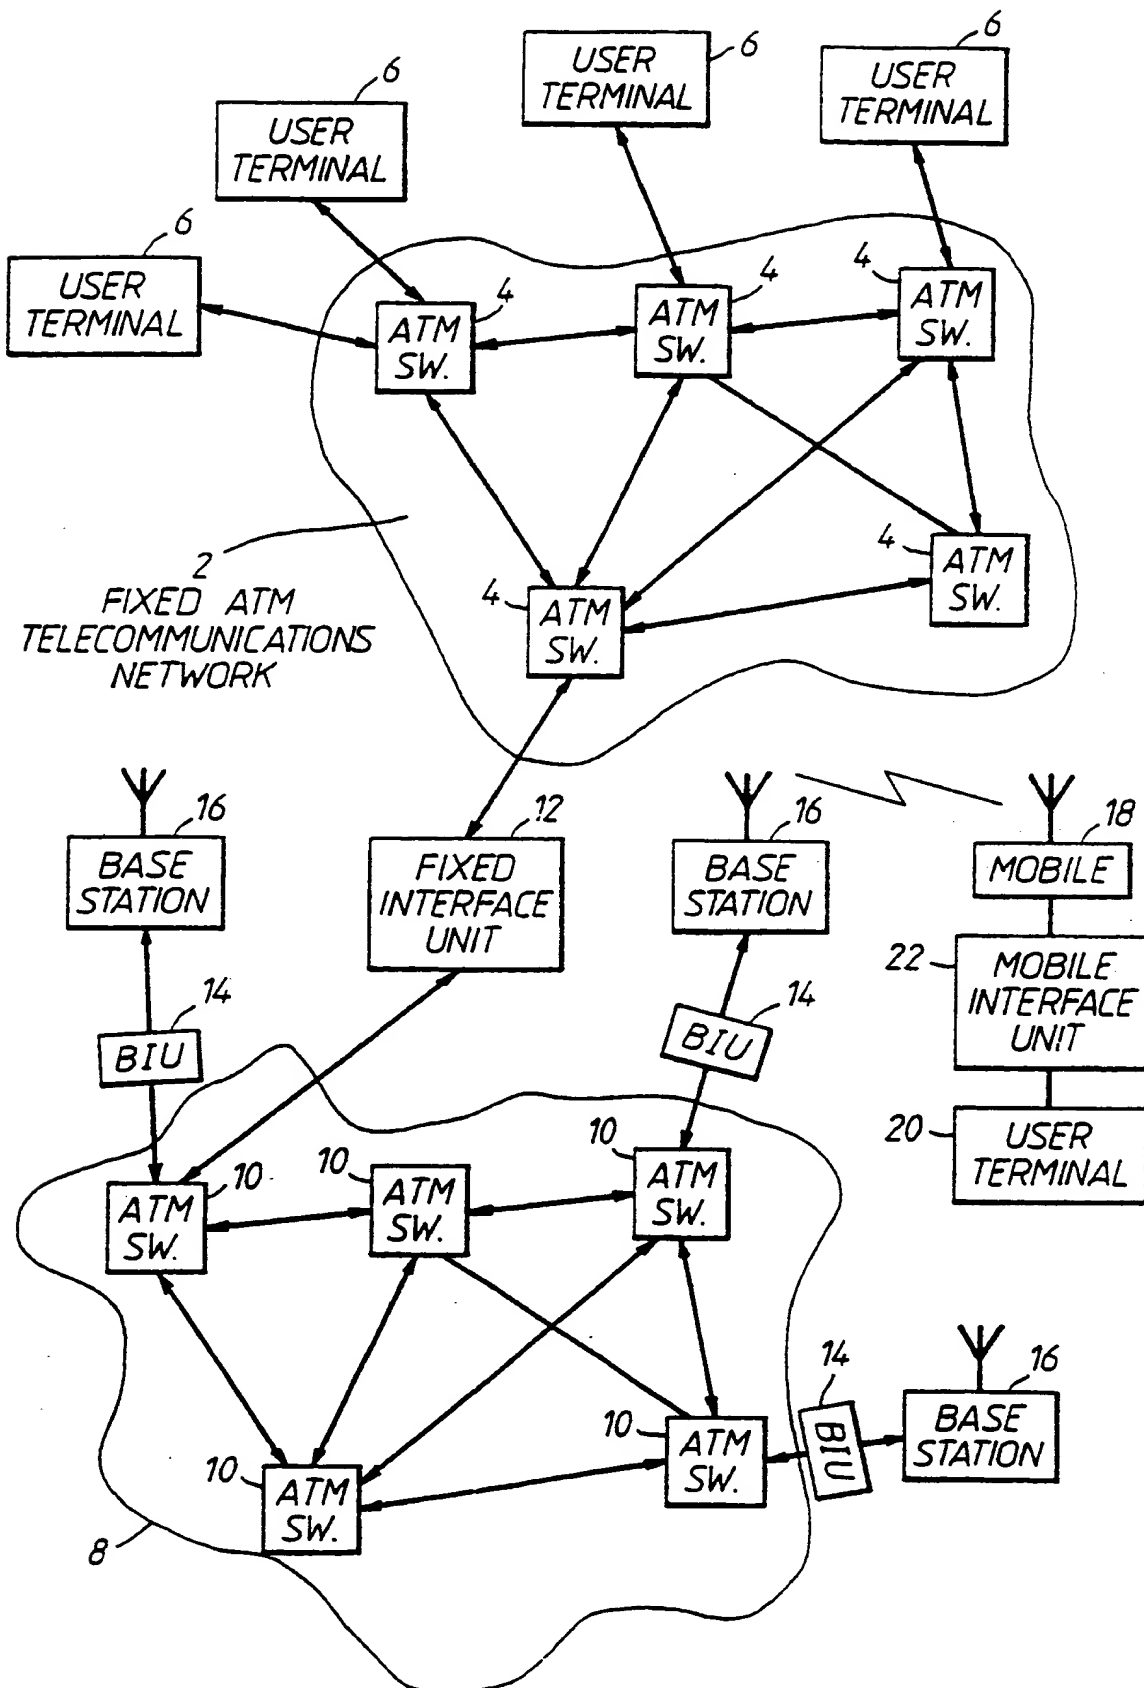 6
USER
TERMINAL
6
USER
TERMINAL
6
USER
TERMINAL
6
USER
TERMINAL
4
ATM
SW.
4
ATM
SW.
4
ATM
SW.
4
ATM
SW.
4
ATM
SW.
2
FIXED ATM
TELECOMMUNICATIONS
NETWORK
16
BASE
STATION
12
FIXED
INTERFACE
UNIT
16
BASE
STATION
18
MOBILE
22
MOBILE
INTERFACE
UNIT
20
USER
TERMINAL
14
BIU
14
BIU
10
ATM
SW.
10
ATM
SW.
10
ATM
SW.
10
ATM
SW.
10
ATM
SW.
14
BIU
16
BASE
STATION
8